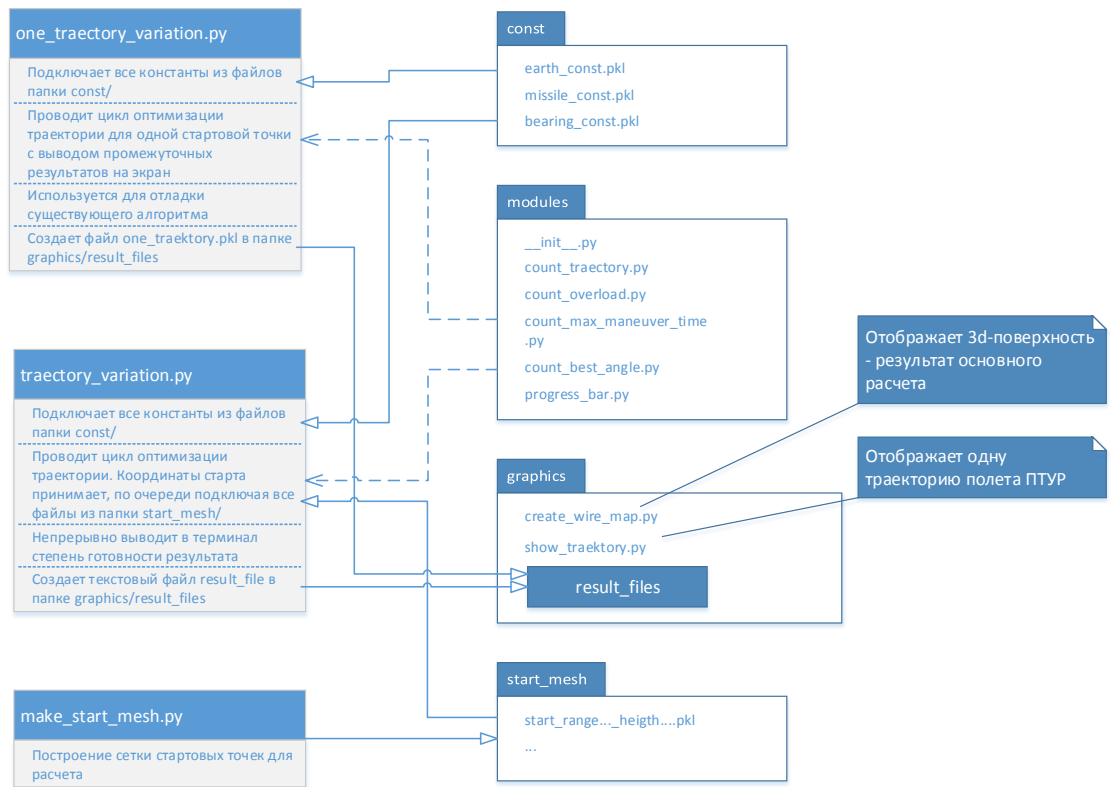 one_traectory_variation.py
Подключает все константы из файлов
папки const/
Проводит цикл оптимизации
траектории для одной стартовой точки
с выводом промежуточных
результатов на экран
Используется для отладки
существующего алгоритма
Создает файл one_traektory.pkl в папке
graphics/result_files
traectory_variation.py
Подключает все константы из файлов
папки const/
Проводит цикл оптимизации
траектории. Координаты старта
принимает, по очереди подключая все
файлы из папки start_mesh/
Непрерывно выводит в терминал
степень готовности результата
Создает текстовый файл result_file в
папке graphics/result_files
make_start_mesh.py
Построение сетки стартовых точек для
расчета
const
earth_const.pkl
missile_const.pkl
bearing_const.pkl
modules
__init__.py
count_traectory.py
count_overload.py
count_max_maneuver_time
.py
count_best_angle.py
progress_bar.py
graphics
create_wire_map.py
show_traektory.py
result_files
start_mesh
start_range..._heigth....pkl
...
Отображает 3d-поверхность
- результат основного
расчета
Отображает одну
траекторию полета ПТУР